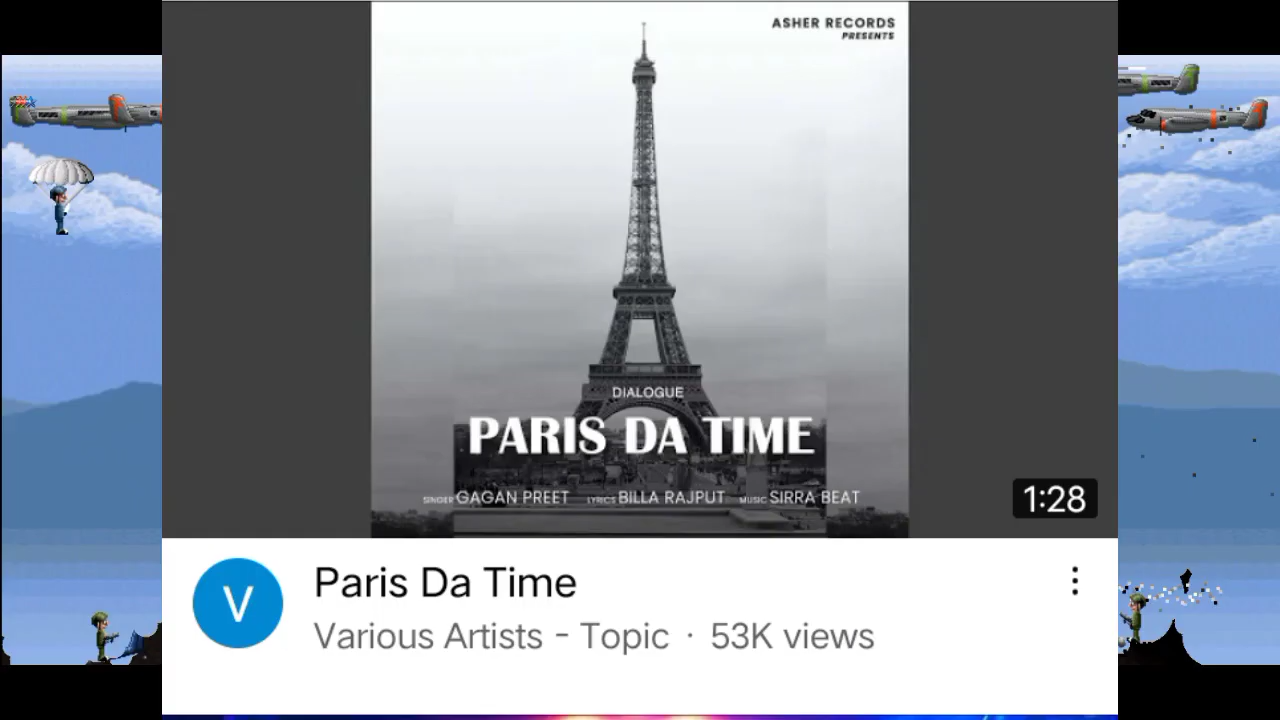 ASHER RECORDS
PRESENTS
DIALOGUE
PARIS DA TIME
SINGER GAGAN PREET LYRICS BILLA RAJPUT MUSIC SIRRA BEAT
1:28
V
Paris Da Time
Various Artists - Topic · 53K views